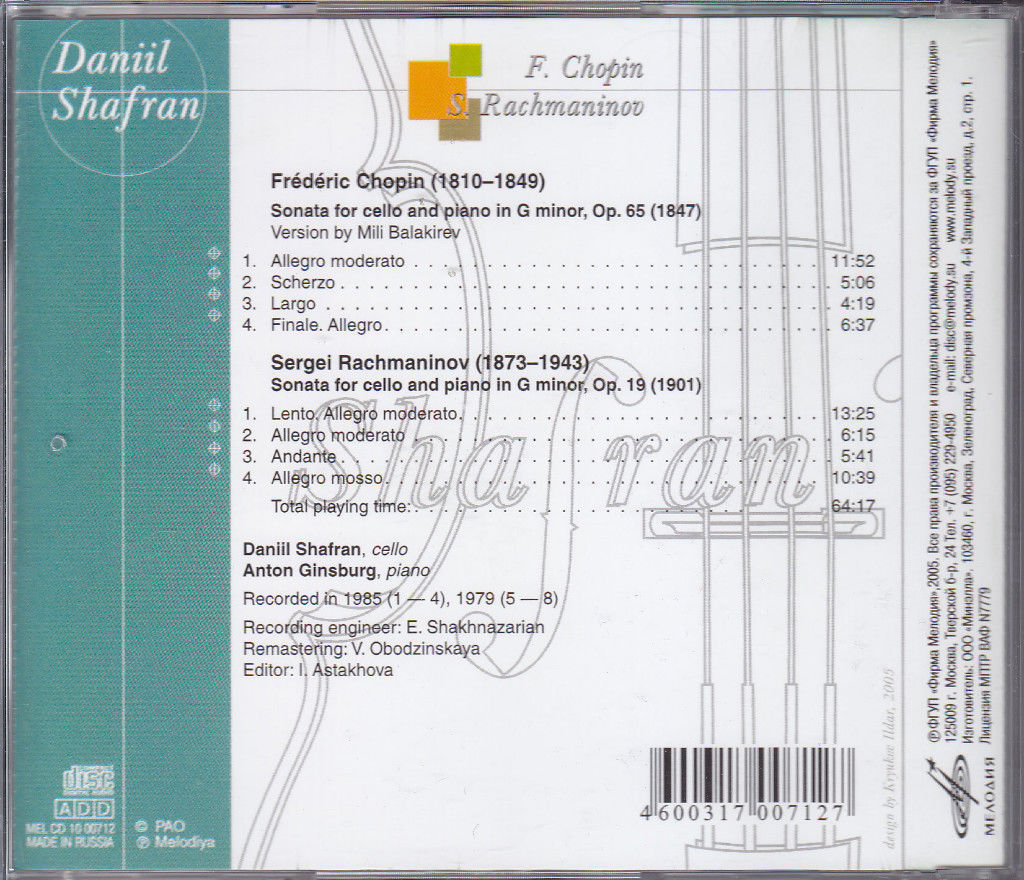 Daniil
Shafran
F. Chopin
S. Rachmaninov
Frédéric Chopin (1810–1849)
Sonata for cello and piano in G minor, Op. 65 (1847)
Version by Mili Balakirev
1. Allegro moderato . . . . . . . . . . 11:52
2. Scherzo . . . . . . . . . . 5:06
3. Largo . . . . . . . . . . 4:19
4. Finale. Allegro . . . . . . . . . . 6:37
Sergei Rachmaninov (1873–1943)
Sonata for cello and piano in G minor, Op. 19 (1901)
1. Lento. Allegro moderato . . . . . . . . . . 13:25
2. Allegro moderato . . . . . . . . . . 6:15
3. Andante . . . . . . . . . . 5:41
4. Allegro mosso . . . . . . . . . . 10:39
Total playing time: . . . . . . . . . . 64:17
Shafran
Daniil Shafran, cello
Anton Ginsburg, piano
Recorded in 1985 (1 — 4), 1979 (5 — 8)
Recording engineer: E. Shakhnazarian
Remastering: V. Obodzinskaya
Editor: I. Astakhova
COMPACT
disc
DIGITAL AUDIO
ADD
MEL CD 10 00712
MADE IN RUSSIA
© PAO
℗ Melodiya
4 600317 007127
design by Kryukov Ildar, 2005
℗ФГУП «Фирма Мелодия»,2005. Все права производителя и владельца программы сохраняются за ФГУП «Фирма Мелодия»
125009 г. Москва, Тверской б-р, 24 Тел. +7 (095) 229-4950 e-mail: disc@melody.su www.melody.su
Изготовитель: ООО «Минэлла», 103460, г. Москва, Зеленоград, Северная промзона, 4-й Западный проезд, д.2, стр. 1.
Лицензия МПТР ВАФ N7779
МЕЛОДИЯ